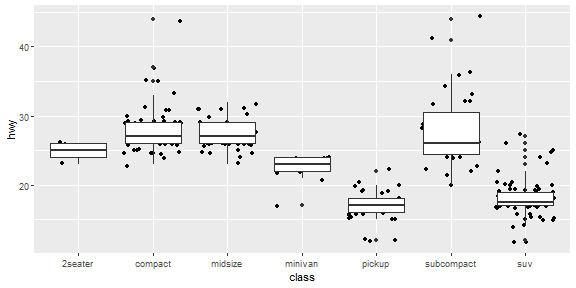 40
30
20
hwy
2seater compact midsize minivan pickup subcompact suv
class